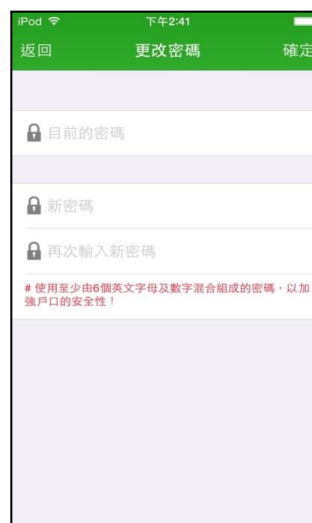 iPod 下午2:41
返回 更改密碼 確定
目前的密碼
新密碼
再次輸入新密碼
# 使用至少由6個英文字母及數字混合組成的密碼，以加
強戶口的安全性！